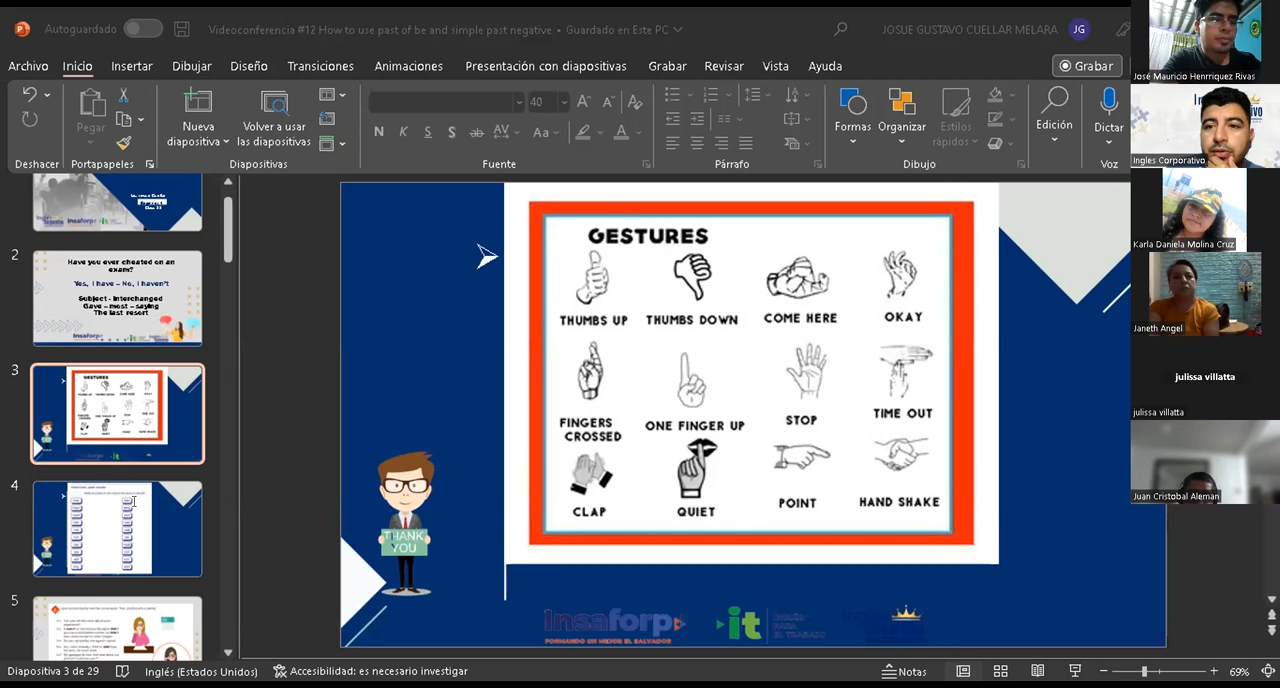 Autoguardado
Videoconferencia #12 How to use past of be and simple past negative • Guardado en Este PC
JOSUE GUSTAVO CUELLAR MELARA
JG
Archivo Inicio Insertar Dibujar Diseño Transiciones Animaciones Presentación con diapositivas Grabar Revisar Vista Ayuda
Grabar
Pegar
Nueva diapositiva
Volver a usar las diapositivas
40
N K S S ab AV Aa A
Formas
Organizar
Estilos rápidos
Edición
Dictar
Deshacer
Portapapeles
Diapositivas
Fuente
Párrafo
Dibujo
Voz
2
Have you ever cheated on an
exam?
Yes, I have – No, I haven't
Subject - Interchanged
Gave – most – saying
The last resort
3
4
5
GESTURES
THUMBS UP
THUMBS DOWN
COME HERE
OKAY
FINGERS CROSSED
ONE FINGER UP
STOP
TIME OUT
CLAP
QUIET
POINT
HAND SHAKE
THANK
YOU
Insaforp
FORMANDO UN MEJOR EL SALVADOR
it
INGLÉS
PARA
EL TRABAJO
José Mauricio Henrriquez Rivas
Ingles Corporativo
Karla Daniela Molina Cruz
Janeth Angel
julissa villatta
julissa villatta
Juan Cristobal Aleman
Diapositiva 3 de 29
Inglés (Estados Unidos)
Accesibilidad: es necesario investigar
Notas
69%